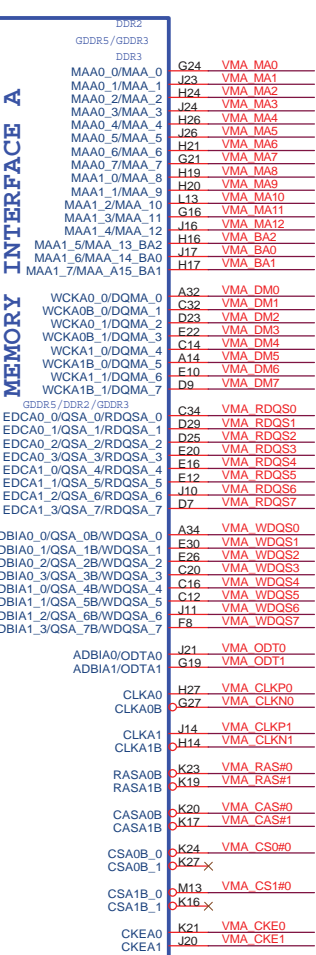 DDR2
GDDR5/GDDR3
DDR3
MEMORY INTERFACE A
MAA0_0/MAA_0 G24 VMA_MA0
MAA0_1/MAA_1 J23 VMA_MA1
MAA0_2/MAA_2 H24 VMA_MA2
MAA0_3/MAA_3 J24 VMA_MA3
MAA0_4/MAA_4 H26 VMA_MA4
MAA0_5/MAA_5 J26 VMA_MA5
MAA0_6/MAA_6 H21 VMA_MA6
MAA0_7/MAA_7 G21 VMA_MA7
MAA1_0/MAA_8 H19 VMA_MA8
MAA1_1/MAA_9 H20 VMA_MA9
MAA1_2/MAA_10 L13 VMA_MA10
MAA1_3/MAA_11 G16 VMA_MA11
MAA1_4/MAA_12 J16 VMA_MA12
MAA1_5/MAA_13_BA2 H16 VMA_BA2
MAA1_6/MAA_14_BA0 J17 VMA_BA0
MAA1_7/MAA_A15_BA1 H17 VMA_BA1
WCKA0_0/DQMA_0 A32 VMA_DM0
WCKA0B_0/DQMA_1 C32 VMA_DM1
WCKA0_1/DQMA_2 D23 VMA_DM2
WCKA0B_1/DQMA_3 E22 VMA_DM3
WCKA1_0/DQMA_4 C14 VMA_DM4
WCKA1B_0/DQMA_5 A14 VMA_DM5
WCKA1_1/DQMA_6 E10 VMA_DM6
WCKA1B_1/DQMA_7 D9 VMA_DM7
GDDR5/DDR2/GDDR3
EDCA0_0/QSA_0/RDQSA_0 C34 VMA_RDQS0
EDCA0_1/QSA_1/RDQSA_1 D29 VMA_RDQS1
EDCA0_2/QSA_2/RDQSA_2 D25 VMA_RDQS2
EDCA0_3/QSA_3/RDQSA_3 E20 VMA_RDQS3
EDCA1_0/QSA_4/RDQSA_4 E16 VMA_RDQS4
EDCA1_1/QSA_5/RDQSA_5 E12 VMA_RDQS5
EDCA1_2/QSA_6/RDQSA_6 J10 VMA_RDQS6
EDCA1_3/QSA_7/RDQSA_7 D7 VMA_RDQS7
DBIA0_0/QSA_0B/WDQSA_0 A34 VMA_WDQS0
DBIA0_1/QSA_1B/WDQSA_1 E30 VMA_WDQS1
DBIA0_2/QSA_2B/WDQSA_2 E26 VMA_WDQS2
DBIA0_3/QSA_3B/WDQSA_3 C20 VMA_WDQS3
DBIA1_0/QSA_4B/WDQSA_4 C16 VMA_WDQS4
DBIA1_1/QSA_5B/WDQSA_5 C12 VMA_WDQS5
DBIA1_2/QSA_6B/WDQSA_6 J11 VMA_WDQS6
DBIA1_3/QSA_7B/WDQSA_7 F8 VMA_WDQS7
ADBIA0/ODTA0 J21 VMA_ODT0
ADBIA1/ODTA1 G19 VMA_ODT1
CLKA0 H27 VMA_CLKP0
CLKA0B G27 VMA_CLKN0
CLKA1 J14 VMA_CLKP1
CLKA1B H14 VMA_CLKN1
RASA0B K23 VMA_RAS#0
RASA1B K19 VMA_RAS#1
CASA0B K20 VMA_CAS#0
CASA1B K17 VMA_CAS#1
CSA0B_0 K24 VMA_CS0#0
CSA0B_1 K27
CSA1B_0 M13 VMA_CS1#0
CSA1B_1 K16
CKEA0 K21 VMA_CKE0
CKEA1 J20 VMA_CKE1